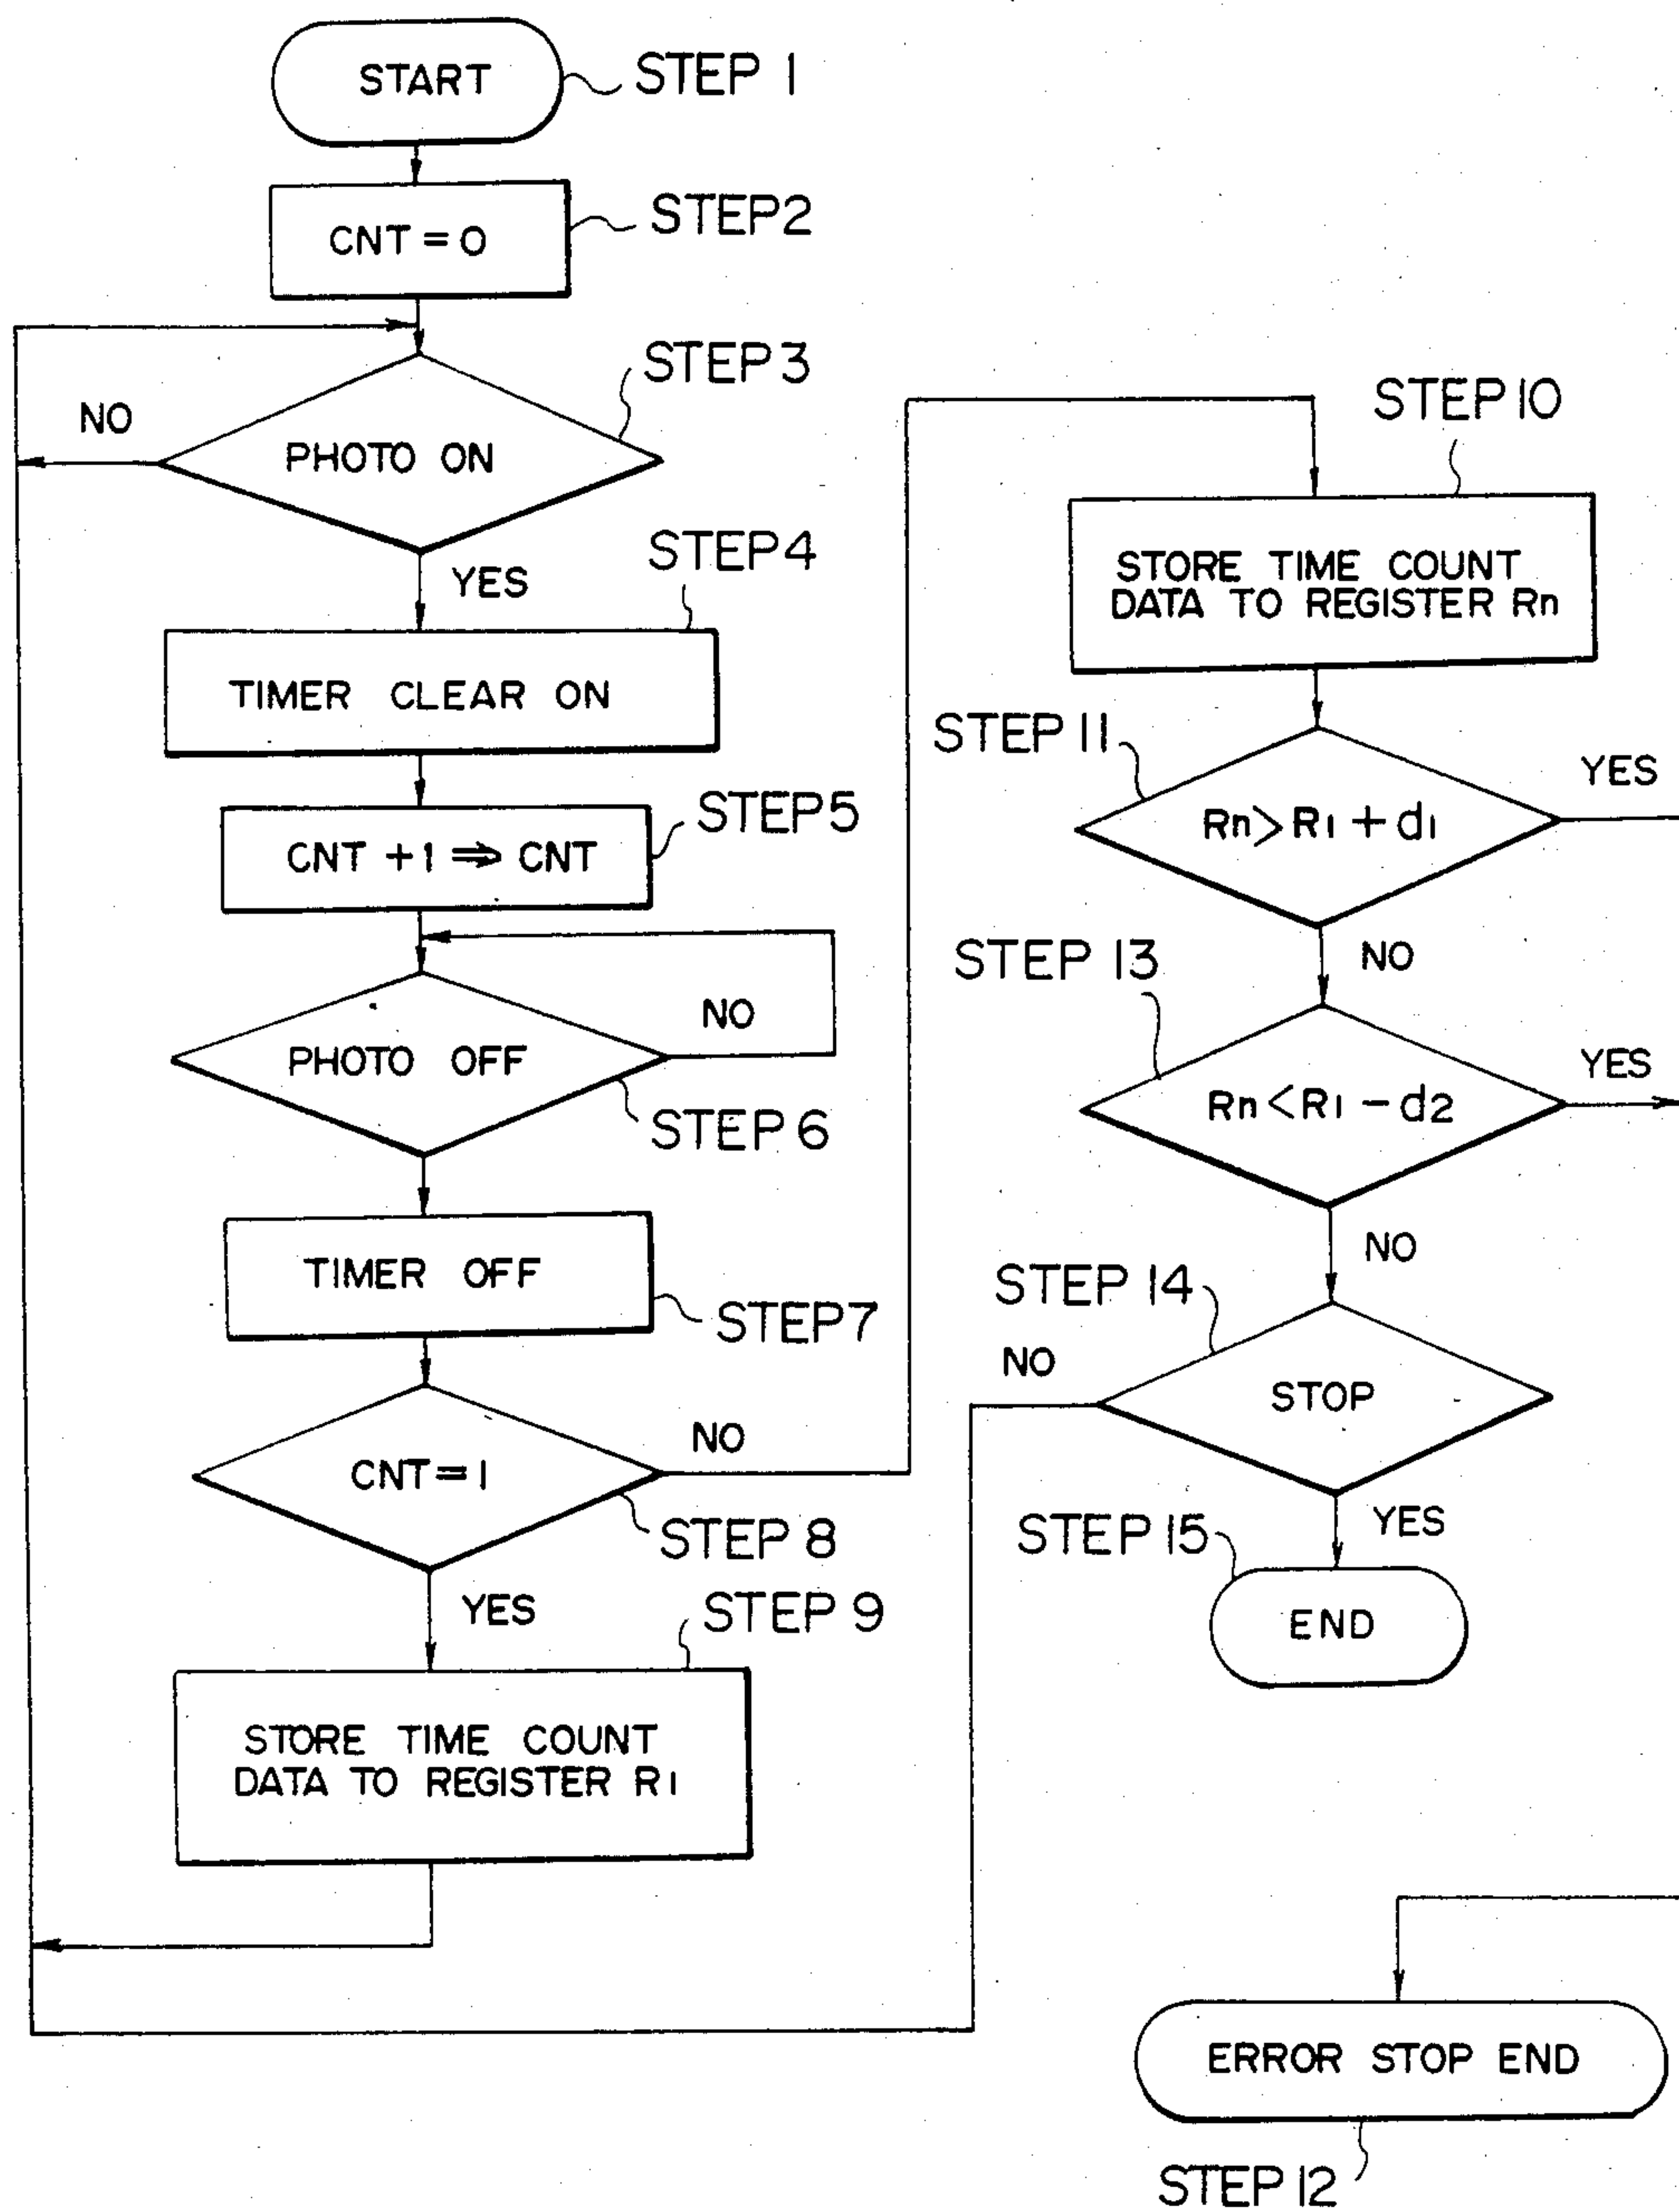 START
STEP 1
CNT = 0
STEP2
STEP3
NO
PHOTO ON
YES
STEP4
TIMER CLEAR ON
STEP5
CNT +1 ⇒ CNT
NO
PHOTO OFF
STEP 6
TIMER OFF
STEP7
NO
CNT=1
STEP 8
YES
STEP 9
STORE TIME COUNT
DATA TO REGISTER R1
STEP 10
STORE TIME COUNT
DATA TO REGISTER Rn
STEP 11
YES
Rn>R1+d1
NO
STEP 13
YES
Rn<R1-d2
NO
STEP 14
NO
STOP
YES
STEP 15
END
ERROR STOP END
STEP 12